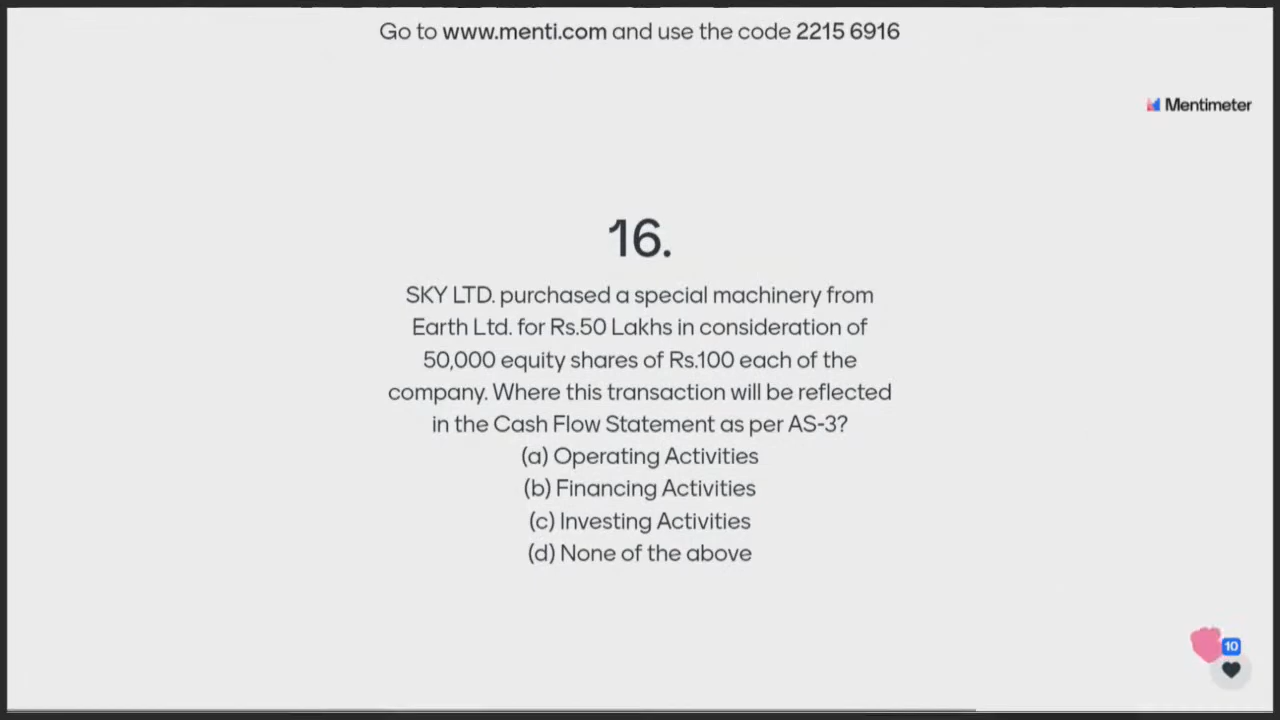 Go to www.menti.com and use the code 2215 6916
Mentimeter
16.
SKY LTD. purchased a special machinery from
Earth Ltd. for Rs.50 Lakhs in consideration of
50,000 equity shares of Rs.100 each of the
company. Where this transaction will be reflected
in the Cash Flow Statement as per AS-3?
(a) Operating Activities
(b) Financing Activities
(c) Investing Activities
(d) None of the above
10